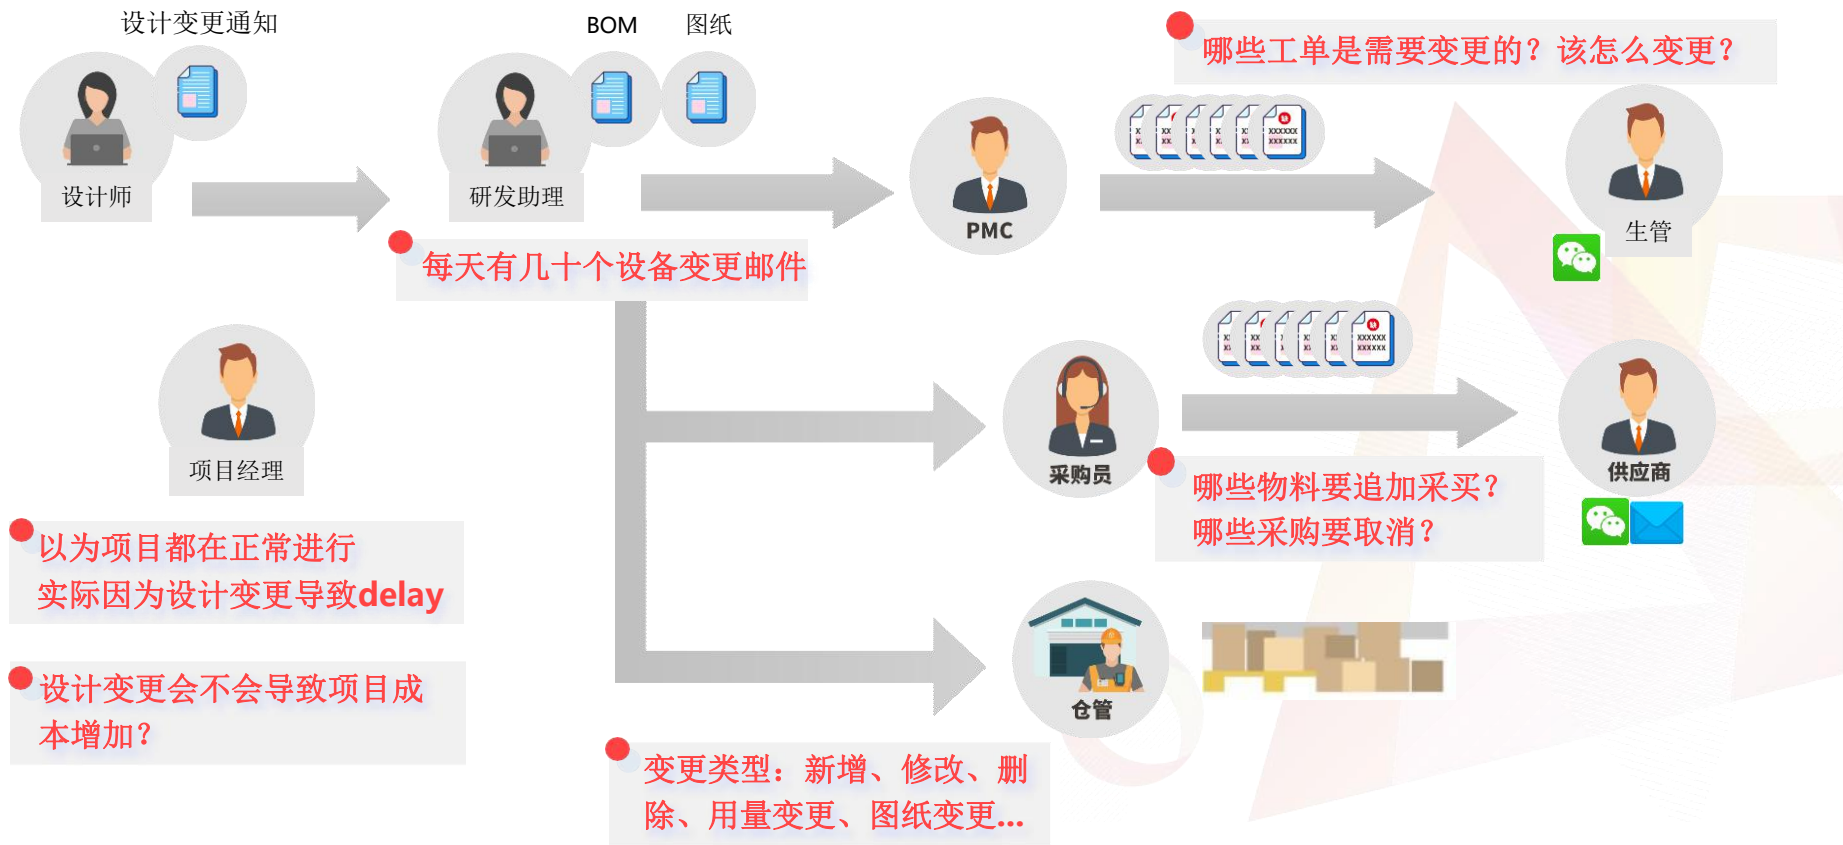 设计变更通知
BOM
图纸
哪些工单是需要变更的？该怎么变更？
设计师
研发助理
PMC
生管
XXXXXX
XXXXXX
每天有几十个设备变更邮件
项目经理
采购员
供应商
XXXXXX
XXXXXX
哪些物料要追加采买？
哪些采购要取消？
以为项目都在正常进行
实际因为设计变更导致delay
设计变更会不会导致项目成
本增加？
仓管
变更类型：新增、修改、删
除、用量变更、图纸变更...